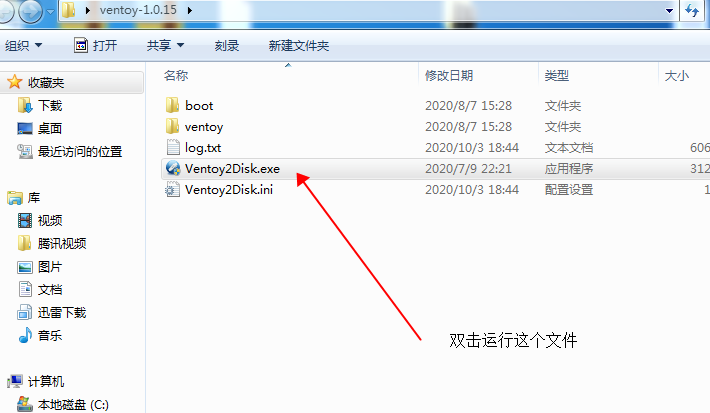 ventoy-1.0.15
组织 打开 共享 刻录 新建文件夹
收藏夹
下载
桌面
最近访问的位置
库
视频
腾讯视频
图片
文档
迅雷下载
音乐
计算机
本地磁盘 (C:)
名称 修改日期 类型 大小
boot 2020/8/7 15:28 文件夹
ventoy 2020/8/7 15:28 文件夹
log.txt 2020/10/3 18:44 文本文档 606
Ventoy2Disk.exe 2020/7/9 22:21 应用程序 312
Ventoy2Disk.ini 2020/10/3 18:44 配置设置 1
双击运行这个文件